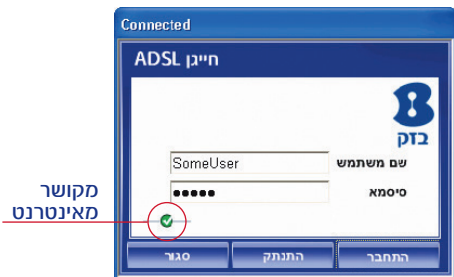 Connected
חייגן ADSL
בזק
שם משתמש
SomeUser
סיסמא
•••••
מקושר
מאינטרנט
התחבר
התנתק
סגור